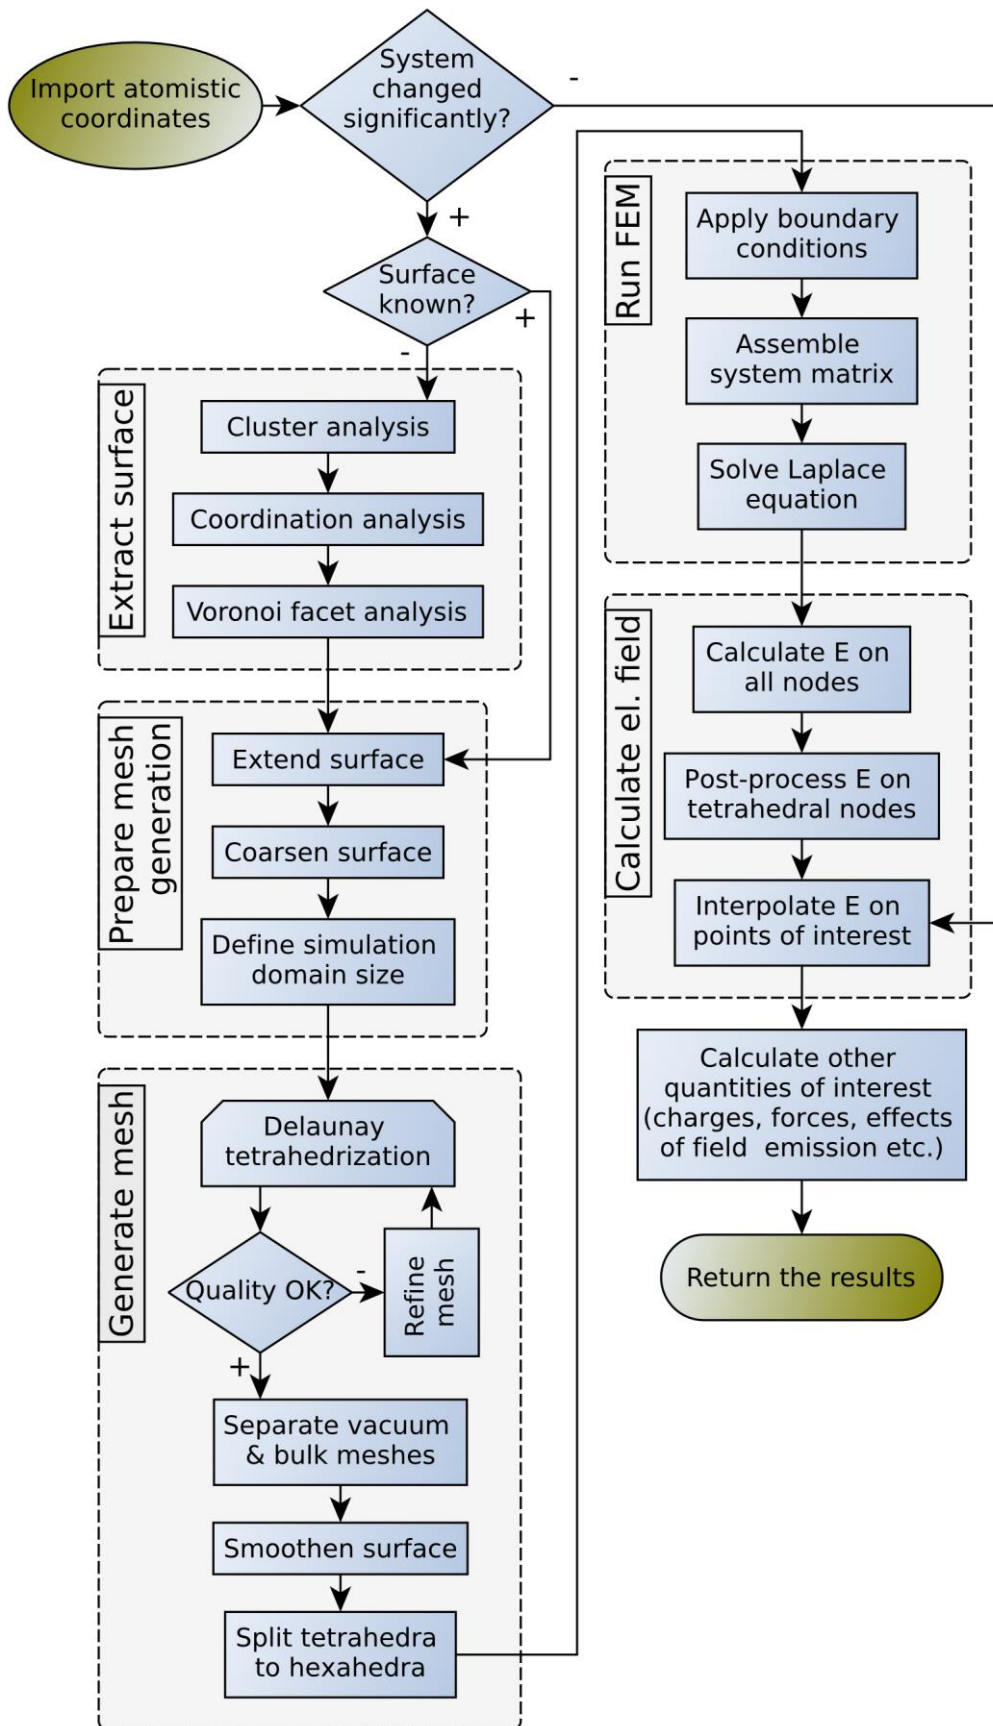 Import atomistic
coordinates
System
changed
significantly?
-
+
Surface
known?
+
-
Extract surface
Cluster analysis
Coordination analysis
Voronoi facet analysis
Prepare mesh
generation
Extend surface
Coarsen surface
Define simulation
domain size
Generate mesh
Delaunay
tetrahedrization
Quality OK?
-
Refine
mesh
+
Separate vacuum
& bulk meshes
Smoothen surface
Split tetrahedra
to hexahedra
Run FEM
Apply boundary
conditions
Assemble
system matrix
Solve Laplace
equation
Calculate el. field
Calculate E on
all nodes
Post-process E on
tetrahedral nodes
Interpolate E on
points of interest
Calculate other
quantities of interest
(charges, forces, effects
of field emission etc.)
Return the results